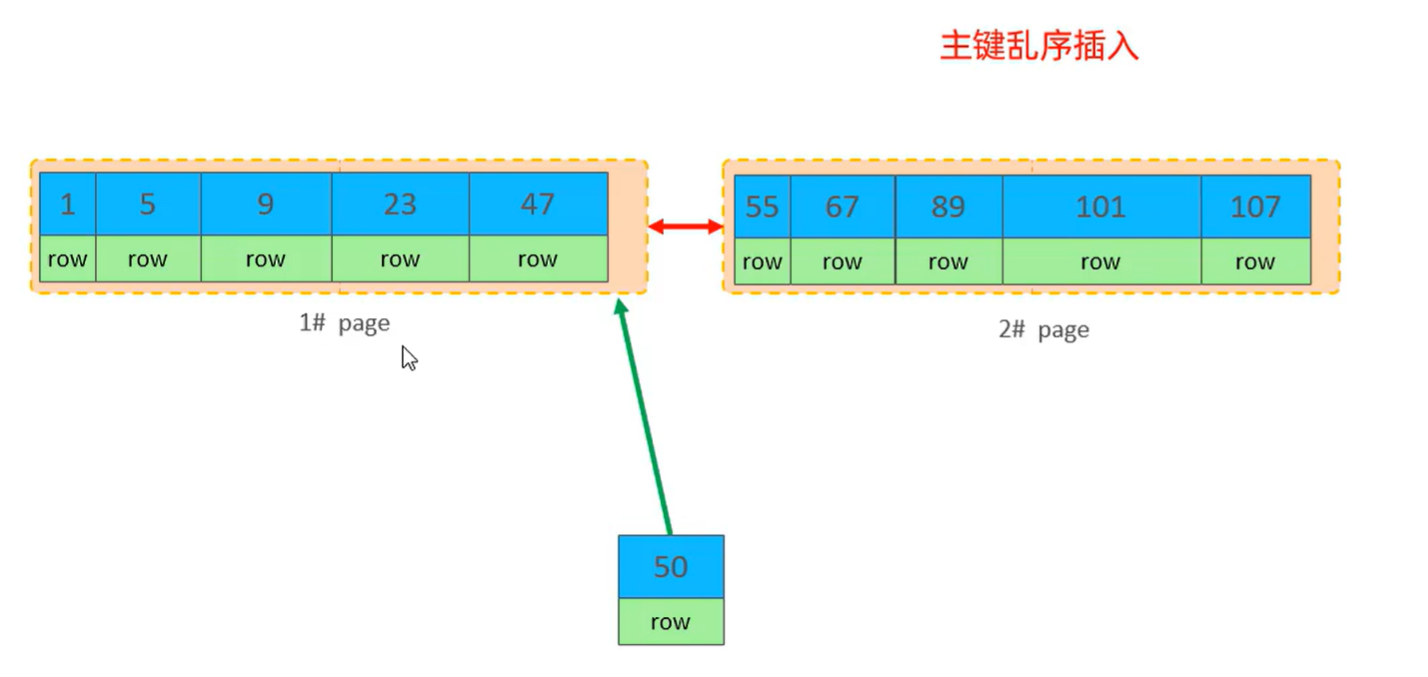 主键乱序插入
1 5 9 23 47
row row row row row
1# page
55 67 89 101 107
row row row row row
2# page
50
row